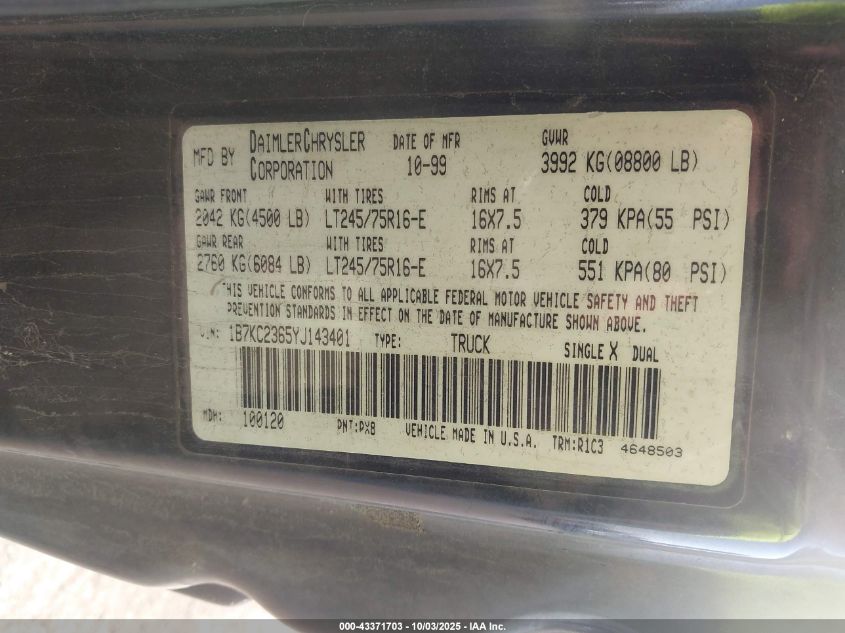 MFD BY DAIMLERCHRYSLER CORPORATION DATE OF MFR 10-99 GVWR 3992 KG(08800 LB)
GAWR FRONT WITH TIRES RIMS AT COLD
2042 KG(4500 LB) LT245/75R16-E 16X7.5 379 KPA(55 PSI)
GAWR REAR WITH TIRES RIMS AT COLD
2760 KG(6084 LB) LT245/75R16-E 16X7.5 551 KPA(80 PSI)
THIS VEHICLE CONFORMS TO ALL APPLICABLE FEDERAL MOTOR VEHICLE SAFETY AND THEFT
PREVENTION STANDARDS IN EFFECT ON THE DATE OF MANUFACTURE SHOWN ABOVE.
VIN: 1B7KC2365YJ143401 TYPE: TRUCK SINGLE X DUAL
MDH: 100120 PNT:PXB VEHICLE MADE IN U.S.A. TRM:R1C3 4648503
000-43371703 - 10/03/2025 - IAA Inc.